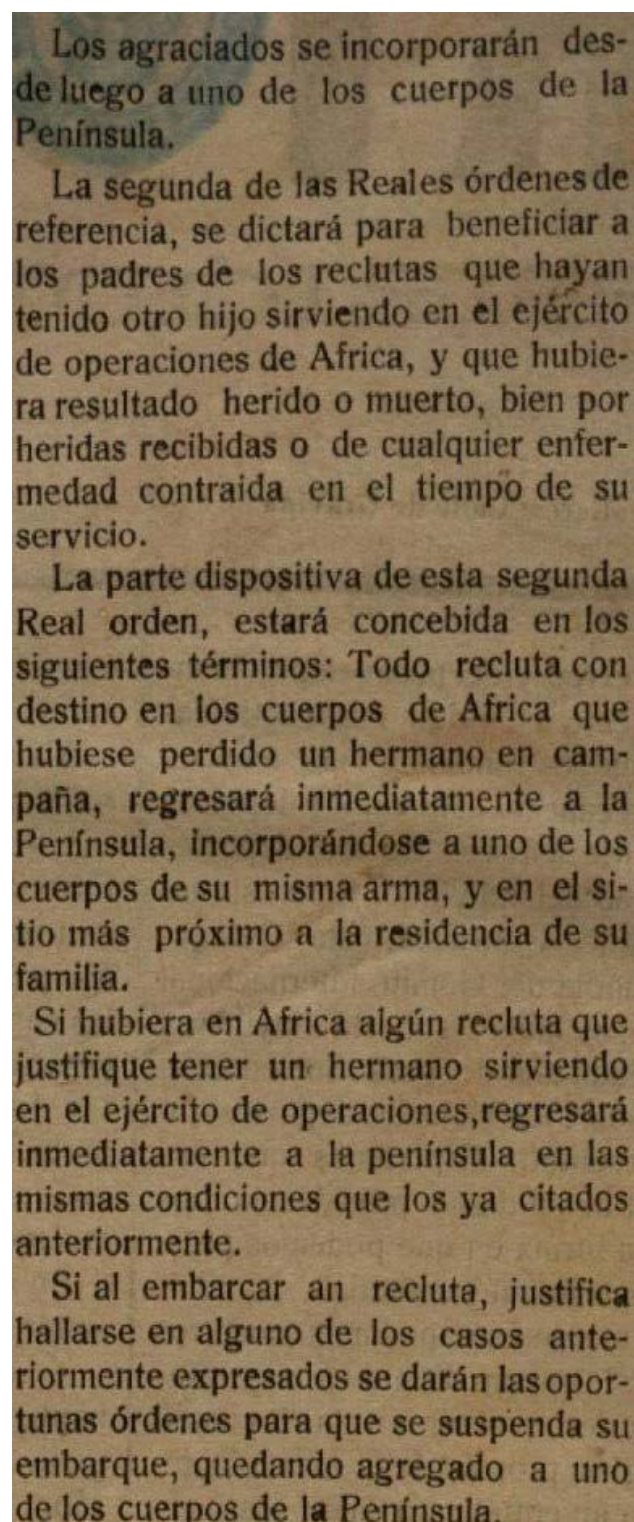 Los agraciados se incorporarán des-
de luego a uno de los cuerpos de la
Península.
La segunda de las Reales órdenes de
referencia, se dictará para beneficiar a
los padres de los reclutas que hayan
tenido otro hijo sirviendo en el ejército
de operaciones de Africa, y que hubie-
ra resultado herido o muerto, bien por
heridas recibidas o de cualquier enfer-
medad contraida en el tiempo de su
servicio.
La parte dispositiva de esta segunda
Real orden, estará concebida en los
siguientes términos: Todo recluta con
destino en los cuerpos de Africa que
hubiese perdido un hermano en cam-
paña, regresará inmediatamente a la
Península, incorporándose a uno de los
cuerpos de su misma arma, y en el si-
tio más próximo a la residencia de su
familia.
Si hubiera en Africa algún recluta que
justifique tener un hermano sirviendo
en el ejército de operaciones,regresará
inmediatamente a la península en las
mismas condiciones que los ya citados
anteriormente.
Si al embarcar an recluta, justifica
hallarse en alguno de los casos ante-
riormente expresados se darán las opor-
tunas órdenes para que se suspenda su
embarque, quedando agregado a uno
de los cuerpos de la Península.